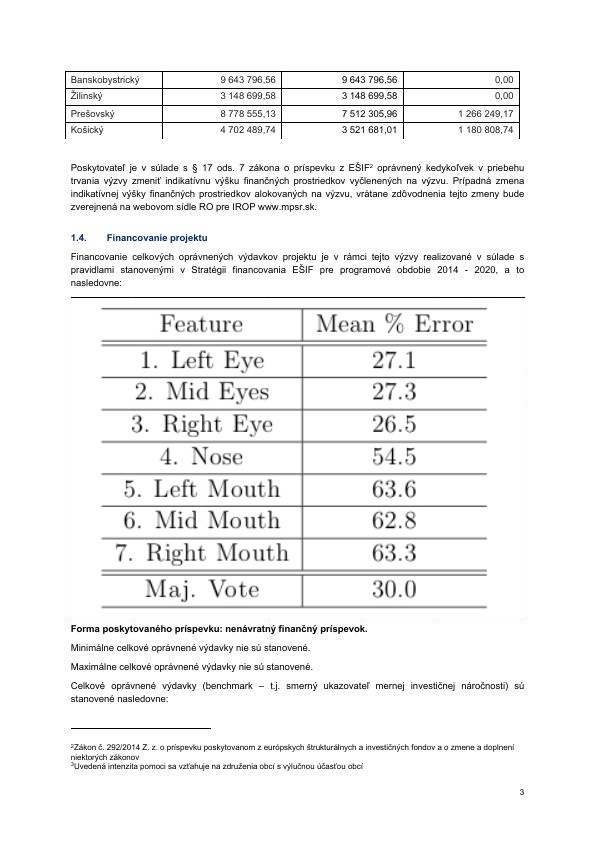 Banskobystrický 9 643 796,56 9 643 796,56 0,00
Žilinský 3 148 699,58 3 148 699,58 0,00
Prešovský 8 778 555,13 7 512 305,96 1 266 249,17
Košický 4 702 489,74 3 521 681,01 1 180 808,74
Poskytovateľ je v súlade s § 17 ods. 7 zákona o príspevku z EŠIF² oprávnený kedykoľvek v priebehu
trvania výzvy zmeniť indikatívnu výšku finančných prostriedkov vyčlenených na výzvu. Prípadná zmena
indikatívnej výšky finančných prostriedkov alokovaných na výzvu, vrátane zdôvodnenia tejto zmeny bude
zverejnená na webovom sídle RO pre IROP www.mpsr.sk.
1.4. Financovanie projektu
Financovanie celkových oprávnených výdavkov projektu je v rámci tejto výzvy realizované v súlade s
pravidlami stanovenými v Stratégii financovania EŠIF pre programové obdobie 2014 - 2020, a to
nasledovne:
Feature Mean % Error
1. Left Eye 27.1
2. Mid Eyes 27.3
3. Right Eye 26.5
4. Nose 54.5
5. Left Mouth 63.6
6. Mid Mouth 62.8
7. Right Mouth 63.3
Maj. Vote 30.0
Forma poskytovaného príspevku: nenávratný finančný príspevok.
Minimálne celkové oprávnené výdavky nie sú stanovené.
Maximálne celkové oprávnené výdavky nie sú stanovené.
Celkové oprávnené výdavky (benchmark – t.j. smerný ukazovateľ mernej investičnej náročnosti) sú
stanovené nasledovne:
²Zákon č. 292/2014 Z. z. o príspevku poskytovanom z európskych štrukturálnych a investičných fondov a o zmene a doplnení
niektorých zákonov
³Uvedená intenzita pomoci sa vzťahuje na združenia obcí s výlučnou účasťou obcí
3